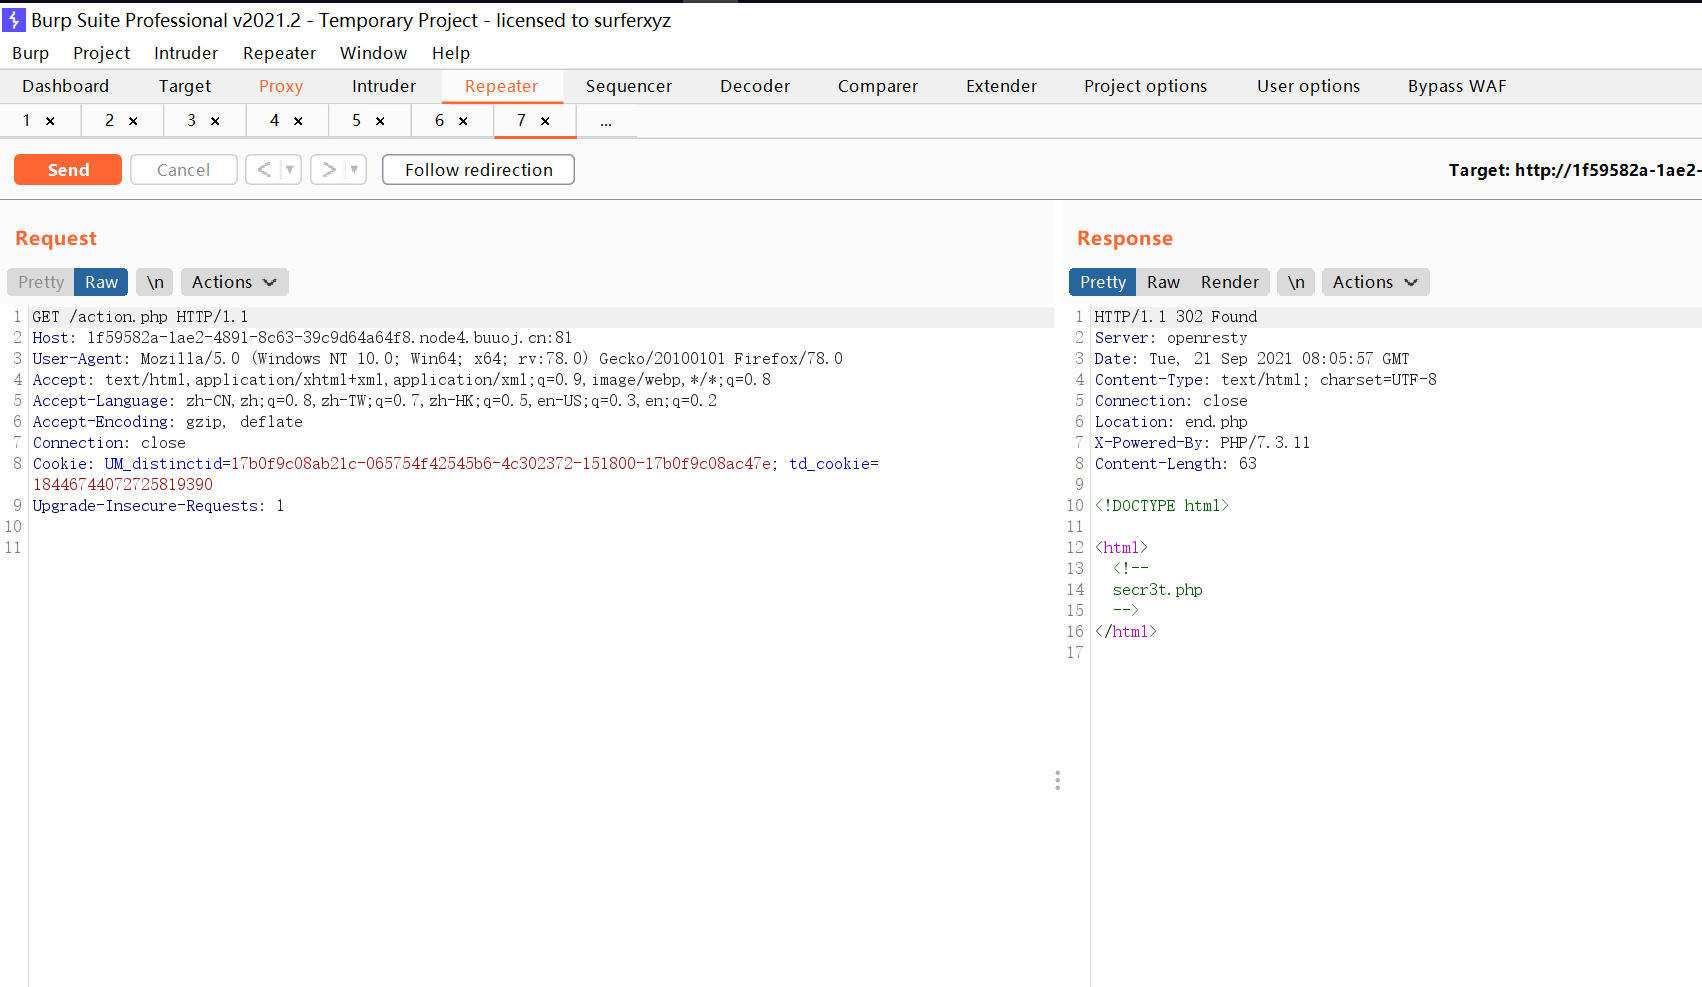 Burp Suite Professional v2021.2 - Temporary Project - licensed to surferxyz
Burp Project Intruder Repeater Window Help
Dashboard Target Proxy Intruder Repeater Sequencer Decoder Comparer Extender Project options User options Bypass WAF
1 × 2 × 3 × 4 × 5 × 6 × 7 × ...
Send Cancel < ▼ > ▼ Follow redirection Target: http://1f59582a-1ae2-
Request
Pretty Raw \n Actions
1 GET /action.php HTTP/1.1
2 Host: 1f59582a-1ae2-4891-8c63-39c9d64a64f8.node4.buuoj.cn:81
3 User-Agent: Mozilla/5.0 (Windows NT 10.0; Win64; x64; rv:78.0) Gecko/20100101 Firefox/78.0
4 Accept: text/html,application/xhtml+xml,application/xml;q=0.9,image/webp,*/*;q=0.8
5 Accept-Language: zh-CN,zh;q=0.8,zh-TW;q=0.7,zh-HK;q=0.5,en-US;q=0.3,en;q=0.2
6 Accept-Encoding: gzip, deflate
7 Connection: close
8 Cookie: UM_distinctid=17b0f9c08ab21c-065754f42545b6-4c302372-151800-17b0f9c08ac47e; td_cookie=
18446744072725819390
9 Upgrade-Insecure-Requests: 1
10
11
Response
Pretty Raw Render \n Actions
1 HTTP/1.1 302 Found
2 Server: openresty
3 Date: Tue, 21 Sep 2021 08:05:57 GMT
4 Content-Type: text/html; charset=UTF-8
5 Connection: close
6 Location: end.php
7 X-Powered-By: PHP/7.3.11
8 Content-Length: 63
9
10 <!DOCTYPE html>
11
12 <html>
13 <!--
14 secr3t.php
15 -->
16 </html>
17